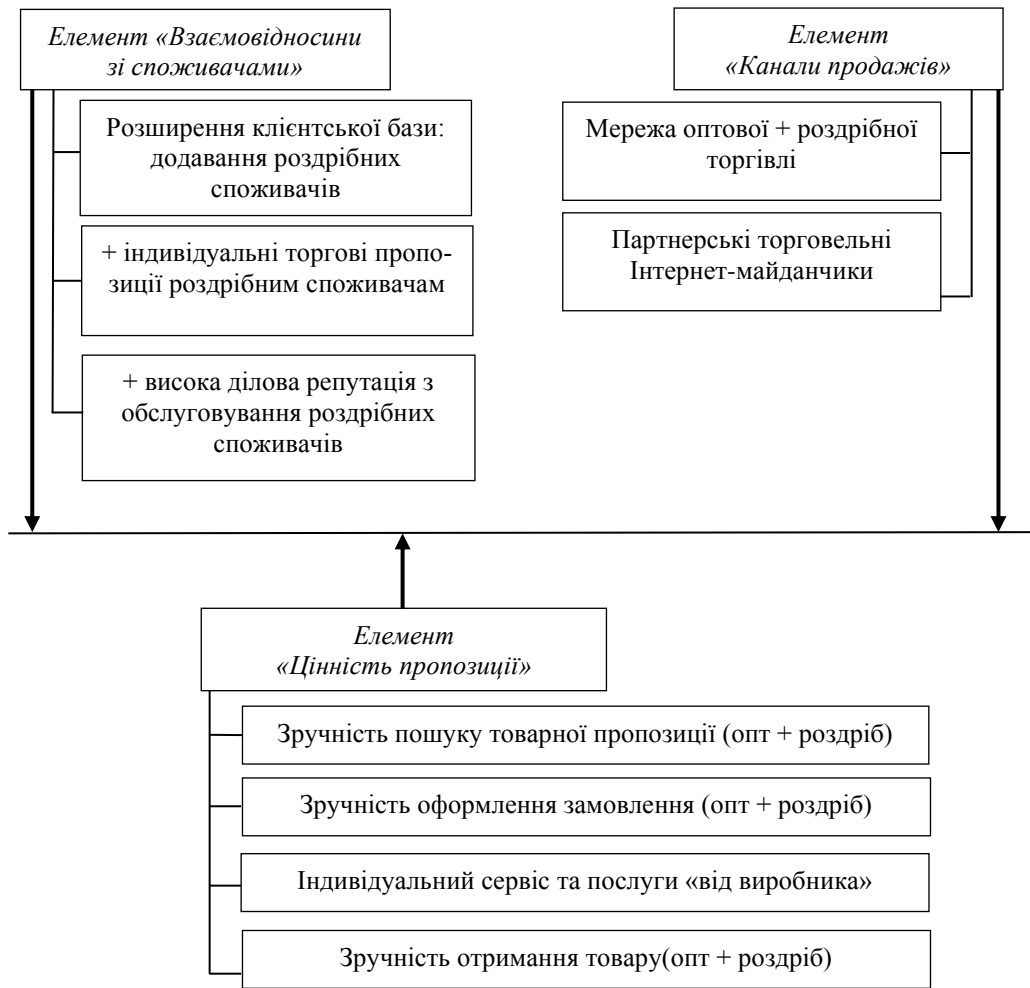 Елемент «Взаємовідносини
зі споживачами»
Розширення клієнтської бази:
додавання роздрібних
споживачів
+ індивідуальні торгові пропо-
зиції роздрібним споживачам
+ висока ділова репутація з
обслуговування роздрібних
споживачів
Елемент
«Канали продажів»
Мережа оптової + роздрібної
торгівлі
Партнерські торговельні
Інтернет-майданчики
Елемент
«Цінність пропозиції»
Зручність пошуку товарної пропозиції (опт + роздріб)
Зручність оформлення замовлення (опт + роздріб)
Індивідуальний сервіс та послуги «від виробника»
Зручність отримання товару(опт + роздріб)